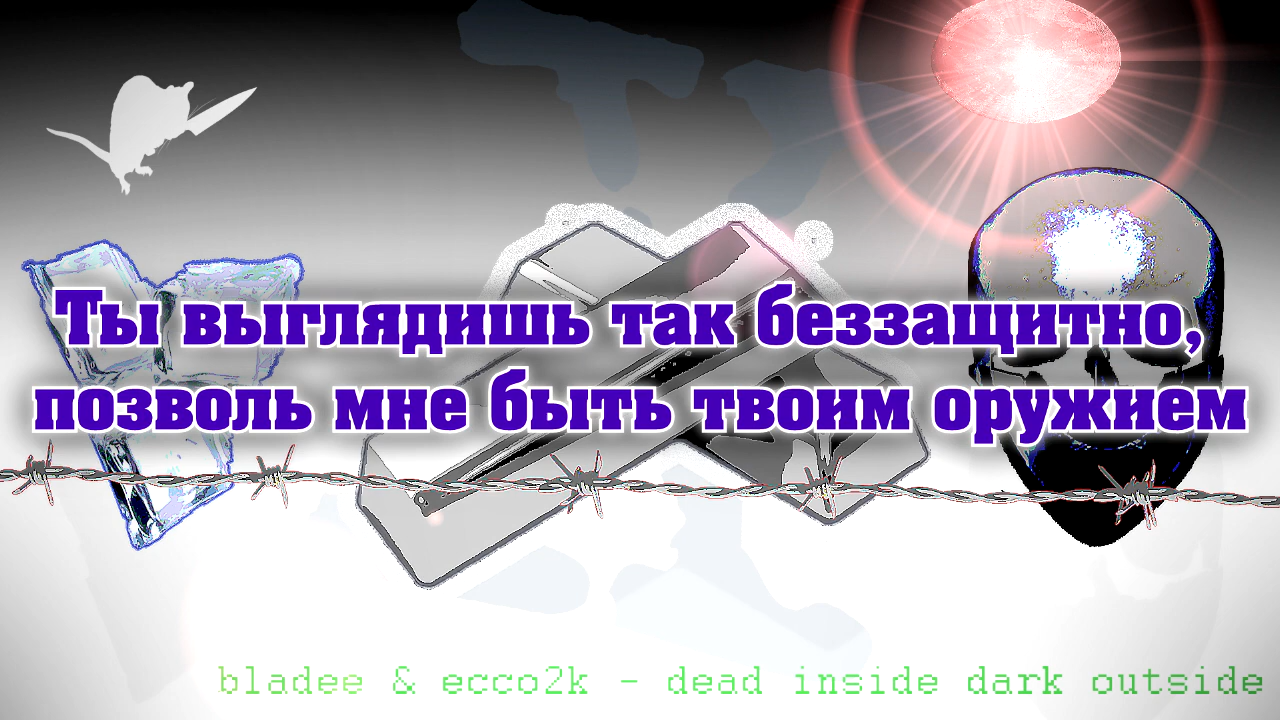 Ты выглядишь так беззащитно,
позволь мне быть твоим оружием
bladee & ecco2k - dead inside dark outside